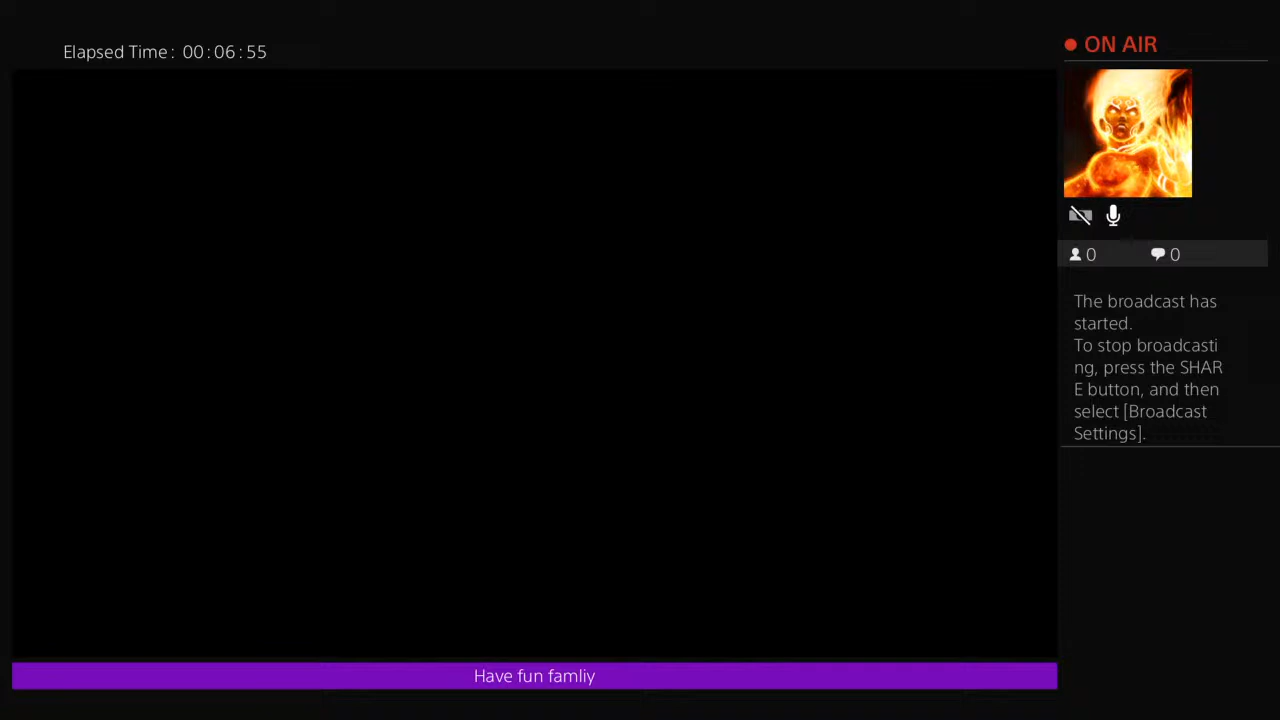 Elapsed Time: 00:06:55
ON AIR
0 0
The broadcast has
started.
To stop broadcasti
ng, press the SHAR
E button, and then
select [Broadcast
Settings].
Have fun famliy